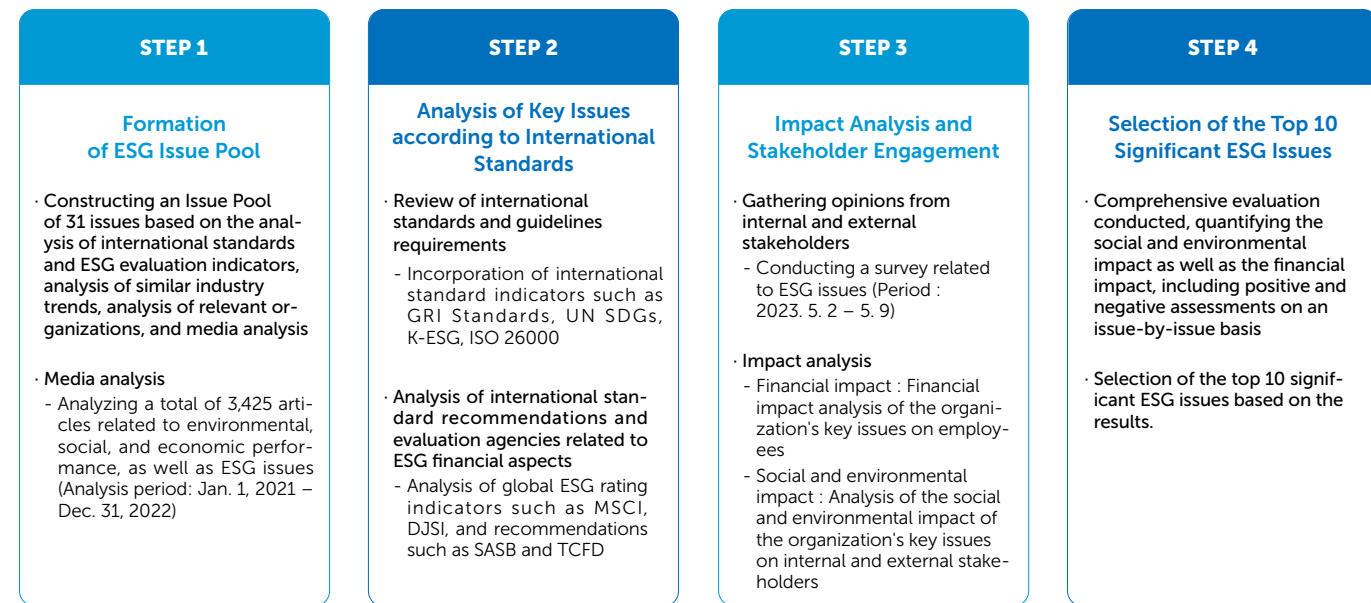 STEP 1
Formation
of ESG Issue Pool
· Constructing an Issue Pool
of 31 issues based on the anal-
ysis of international standards
and ESG evaluation indicators,
analysis of similar industry
trends, analysis of relevant or-
ganizations, and media analysis
· Media analysis
- Analyzing a total of 3,425 arti-
cles related to environmental,
social, and economic perfor-
mance, as well as ESG issues
(Analysis period: Jan. 1, 2021 –
Dec. 31, 2022)
STEP 2
Analysis of Key Issues
according to International
Standards
· Review of international
standards and guidelines
requirements
- Incorporation of international
standard indicators such as
GRI Standards, UN SDGs,
K-ESG, ISO 26000
· Analysis of international stan-
dard recommendations and
evaluation agencies related to
ESG financial aspects
- Analysis of global ESG rating
indicators such as MSCI,
DJSI, and recommendations
such as SASB and TCFD
STEP 3
Impact Analysis and
Stakeholder Engagement
· Gathering opinions from
internal and external
stakeholders
- Conducting a survey related
to ESG issues (Period :
2023. 5. 2 – 5. 9)
· Impact analysis
- Financial impact : Financial
impact analysis of the organi-
zation's key issues on employ-
ees
- Social and environmental
impact : Analysis of the social
and environmental impact of
the organization's key issues
on internal and external stake-
holders
STEP 4
Selection of the Top 10
Significant ESG Issues
· Comprehensive evaluation
conducted, quantifying the
social and environmental
impact as well as the financial
impact, including positive and
negative assessments on an
issue-by-issue basis
· Selection of the top 10 signif-
icant ESG issues based on the
results.